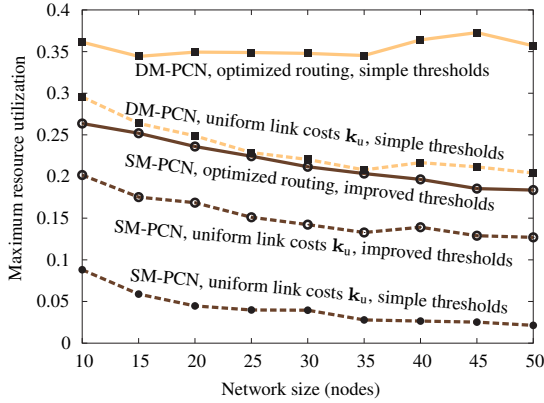 0.4
0.35
0.3
0.25
0.2
0.15
0.1
0.05
0
Maximum resource utilization
DM-PCN, optimized routing, simple thresholds
DM-PCN, uniform link costs k_u, simple thresholds
SM-PCN, optimized routing, improved thresholds
SM-PCN, uniform link costs k_u, improved thresholds
SM-PCN, uniform link costs k_u, simple thresholds
10 15 20 25 30 35 40 45 50
Network size (nodes)